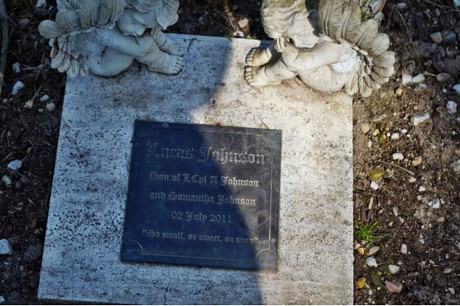 Lucas Johnson
Son of LCpl A Johnson
and Samantha Johnson
02 July 2011
"So small, so sweet, so soon"